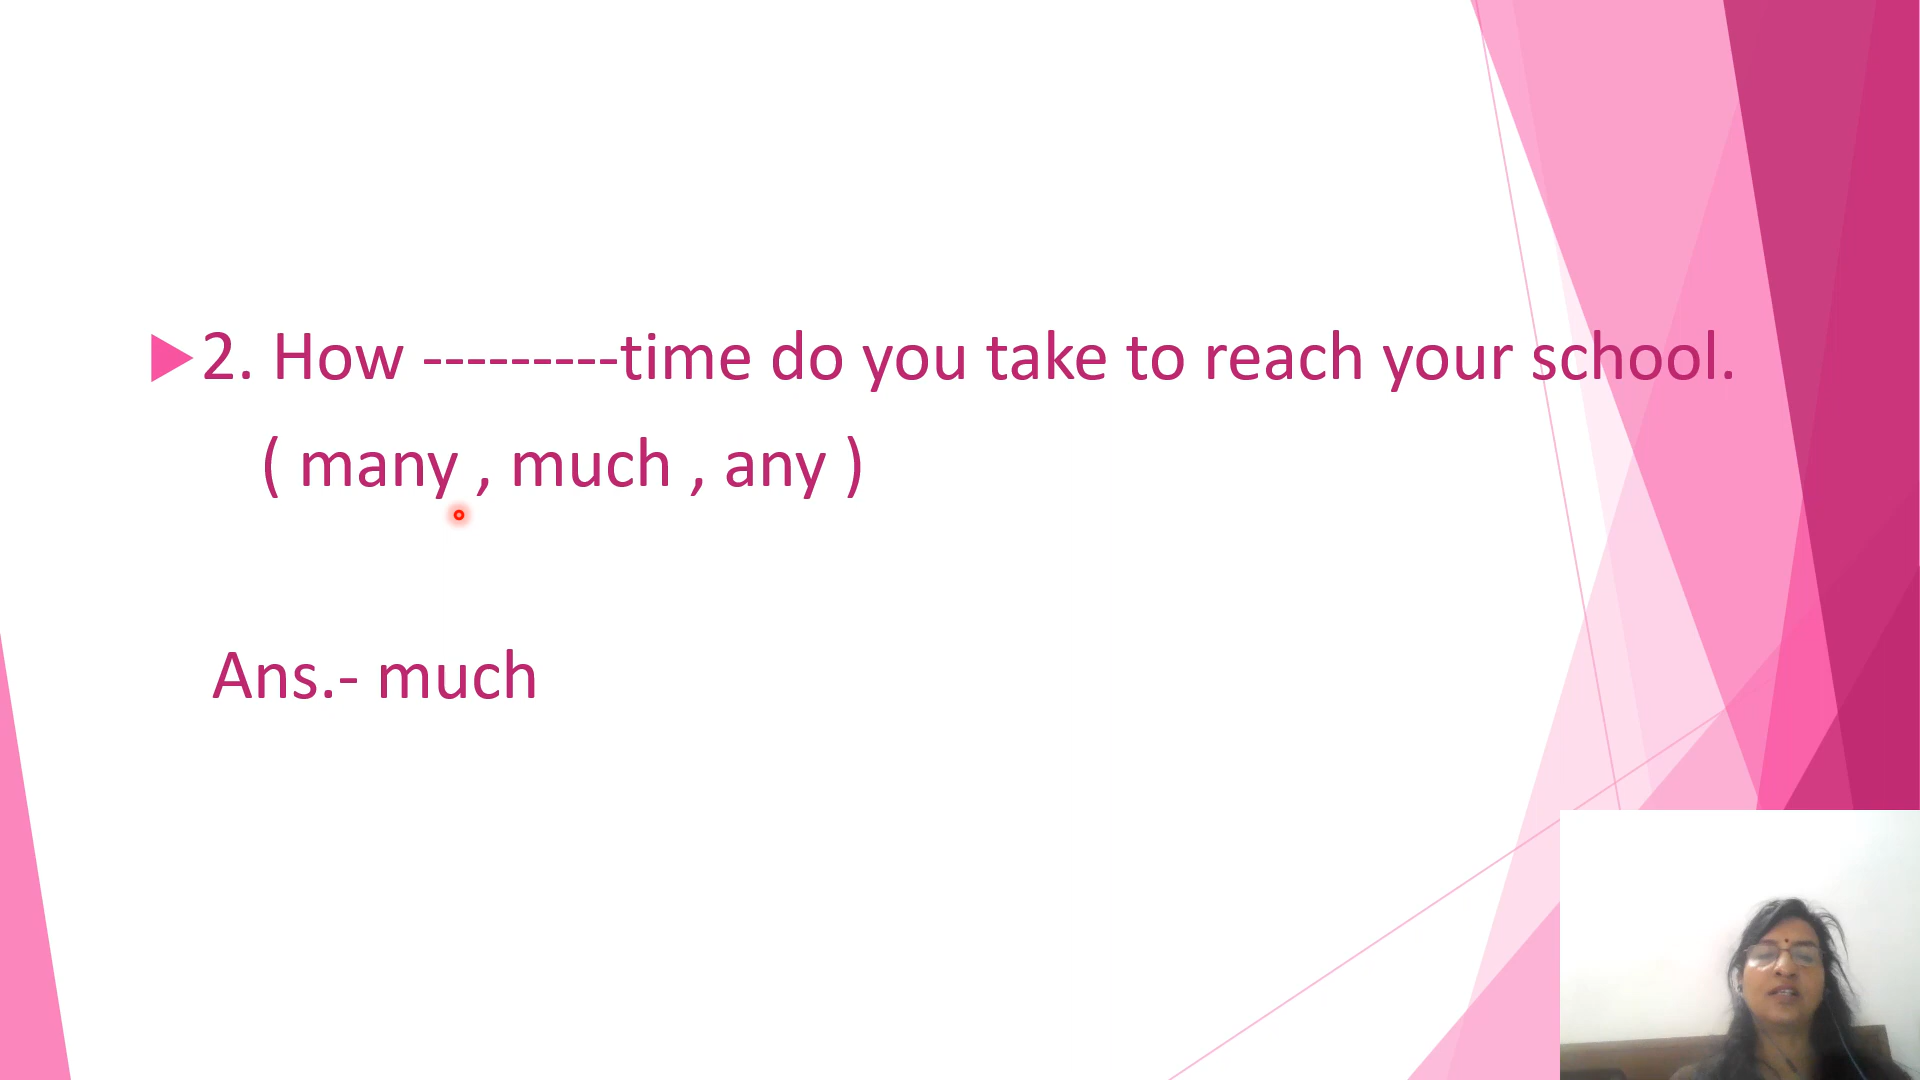 2. How ---------time do you take to reach your school.
( many , much , any )
Ans.- much